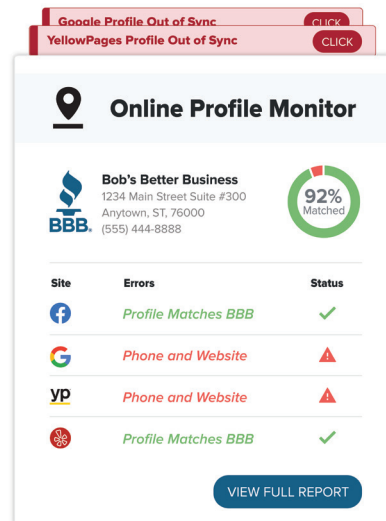 Google Profile Out of Sync CLICK
YellowPages Profile Out of Sync CLICK
Online Profile Monitor
BBB.
Bob's Better Business
1234 Main Street Suite #300
Anytown, ST, 76000
(555) 444-8888
92%
Matched
Site Errors Status
Profile Matches BBB
G Phone and Website
yp Phone and Website
Profile Matches BBB
VIEW FULL REPORT